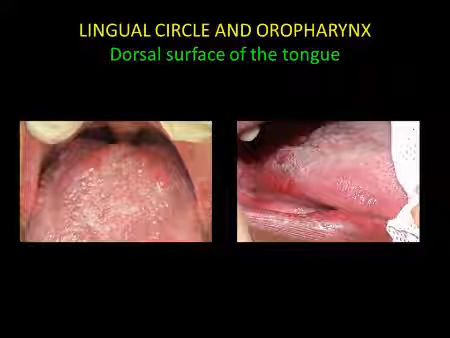 LINGUAL CIRCLE AND OROPHARYNX
Dorsal surface of the tongue